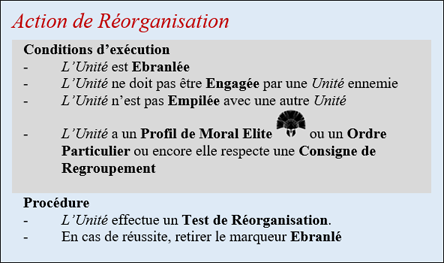 Action de Réorganisation
Conditions d'exécution
- L'Unité est Ebranlée
- L'Unité ne doit pas être Engagée par une Unité ennemie
- L'Unité n'est pas Empilée avec une autre Unité
- L'Unité a un Profil de Moral Elite ou un Ordre
Particulier ou encore elle respecte une Consigne de
Regroupement
Procédure
- L'Unité effectue un Test de Réorganisation.
- En cas de réussite, retirer le marqueur Ebranlé